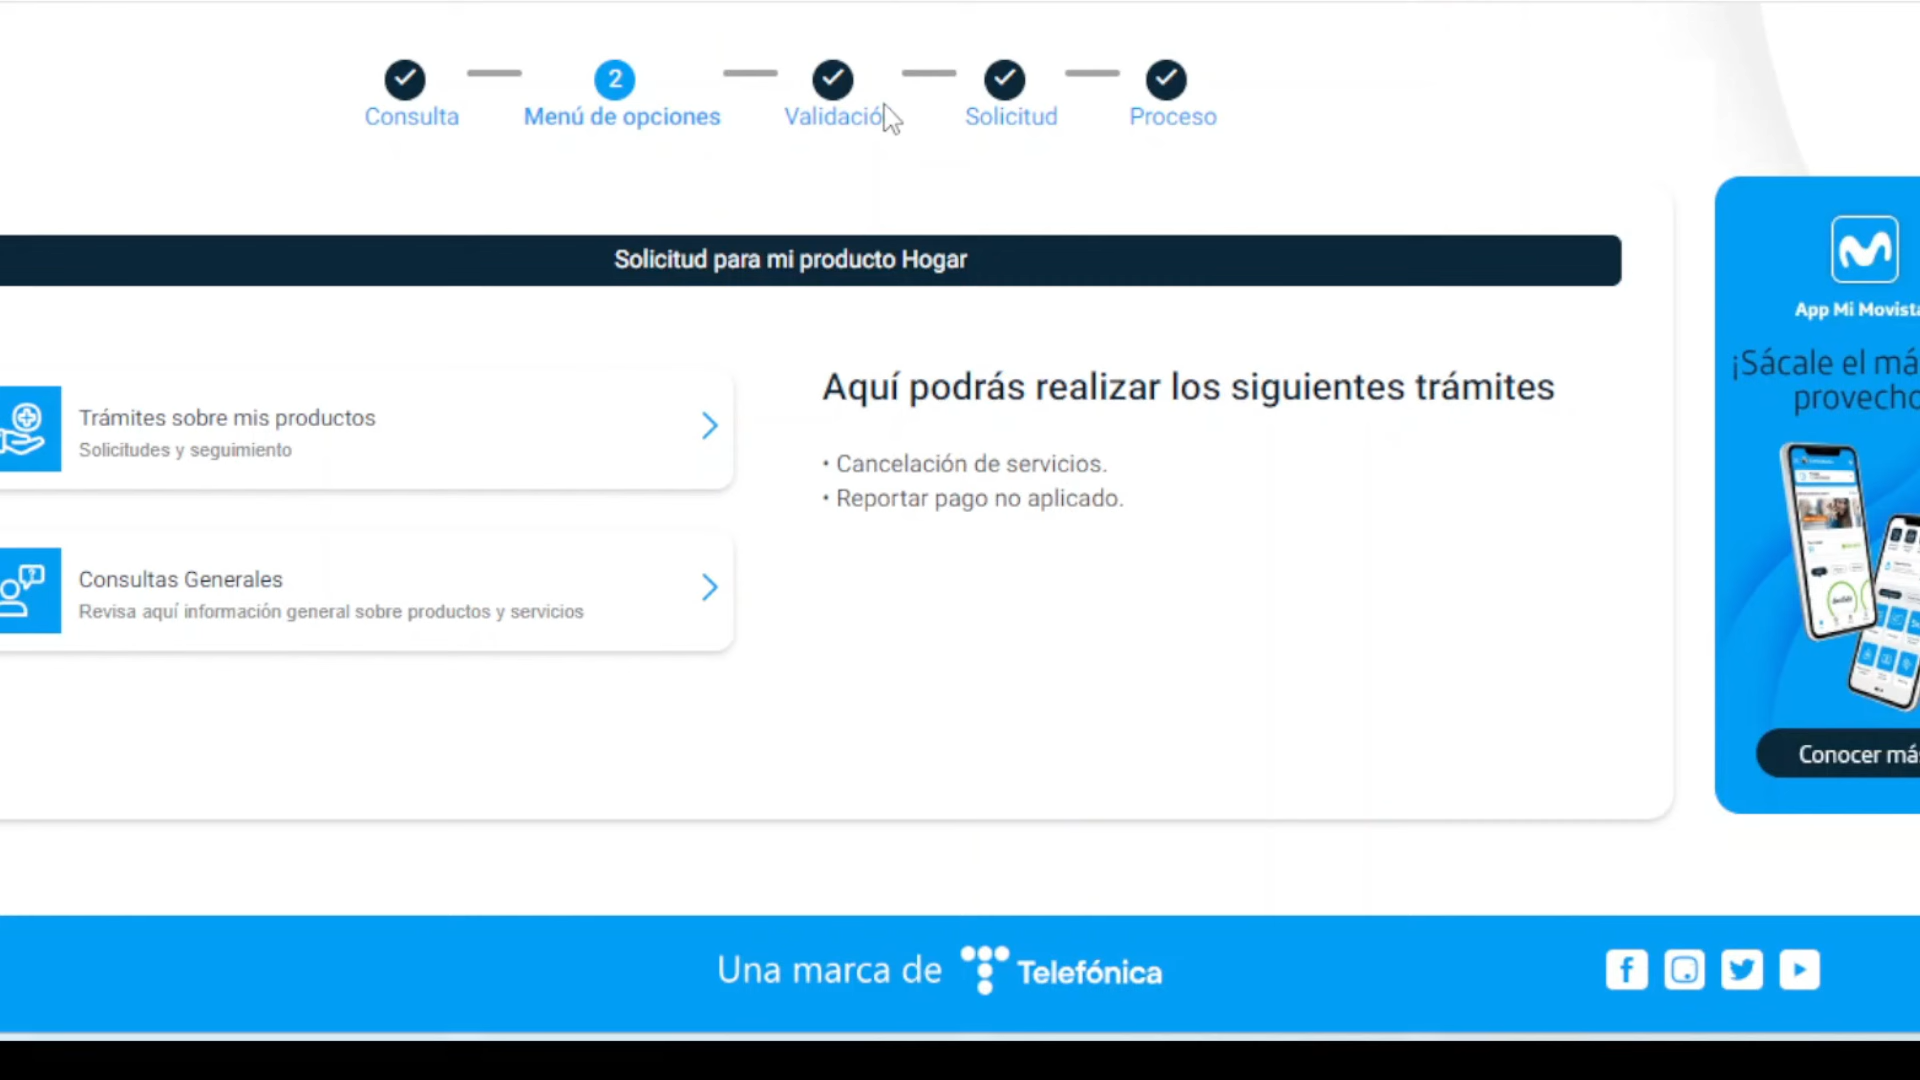 2
Consulta
Menú de opciones
Validació
Solicitud
Proceso
Solicitud para mi producto Hogar
Trámites sobre mis productos
Solicitudes y seguimiento
Consultas Generales
Revisa aquí información general sobre productos y servicios
Aquí podrás realizar los siguientes trámites
• Cancelación de servicios.
• Reportar pago no aplicado.
App Mi Movista
¡Sácale el má
provecho
Conocer más
Una marca de Telefónica